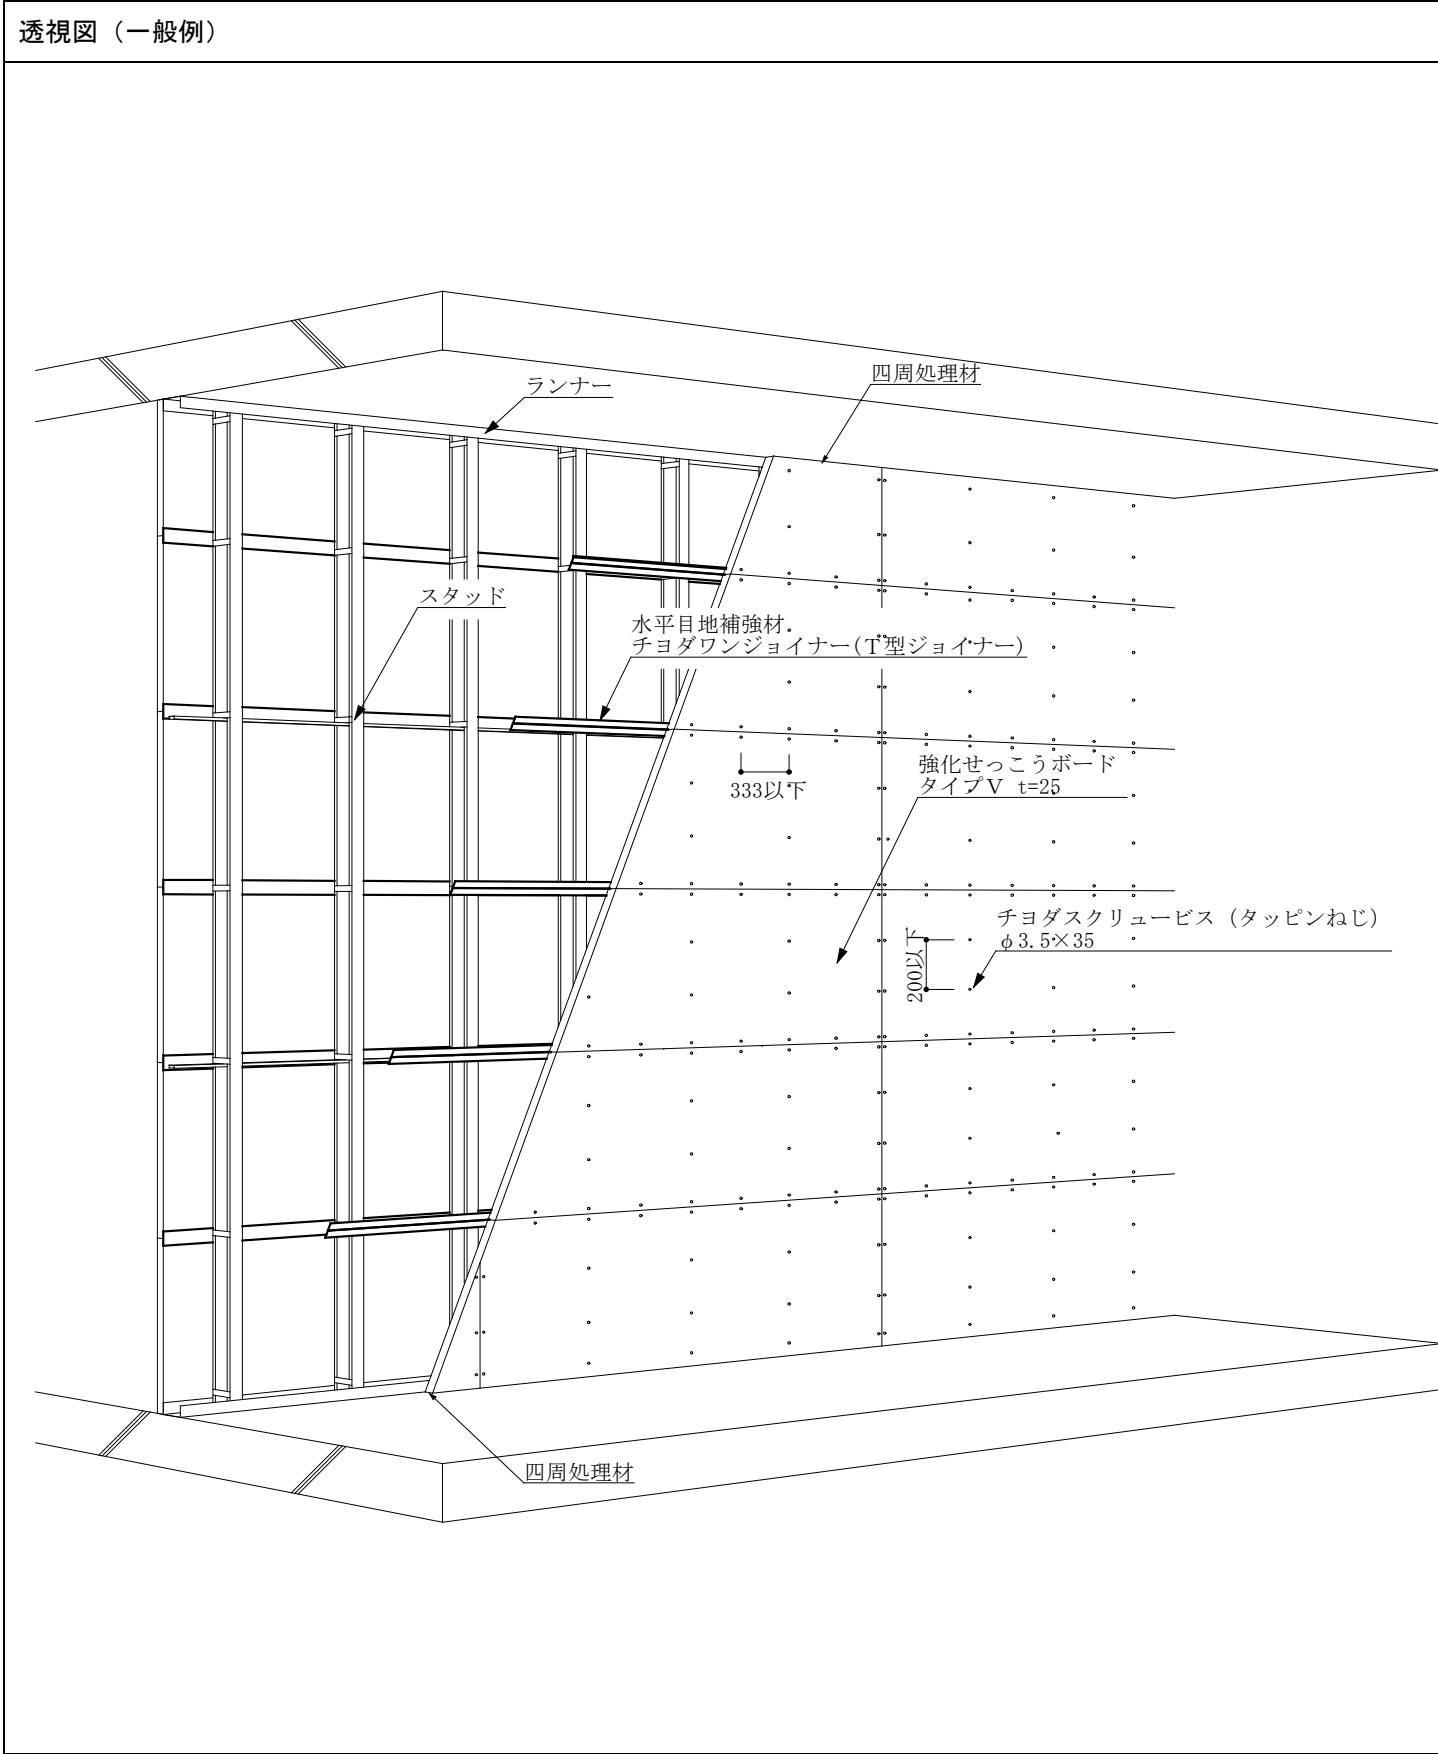 透視図（一般例）
四周処理材
ランナー
スタッド
水平目地補強材
チヨダワンジョイナー(T型ジョイナー)
強化せっこうボード
タイプV t=25
333以下
チヨダスクリュービス（タッピンねじ）
φ3.5×35
200以下
四周処理材